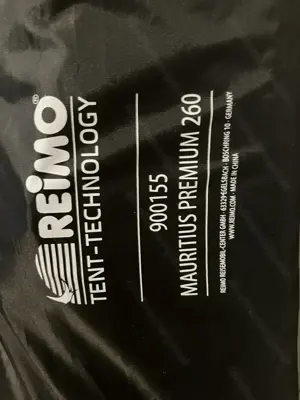 REIMO®
TENT-TECHNOLOGY
900155
MAURITIUS PREMIUM 260
REIMO REISEMOBIL-CENTER GMBH · 63329 EGELSBACH · BOSCHRING 10 · GERMANY
WWW.REIMO.COM · MADE IN CHINA